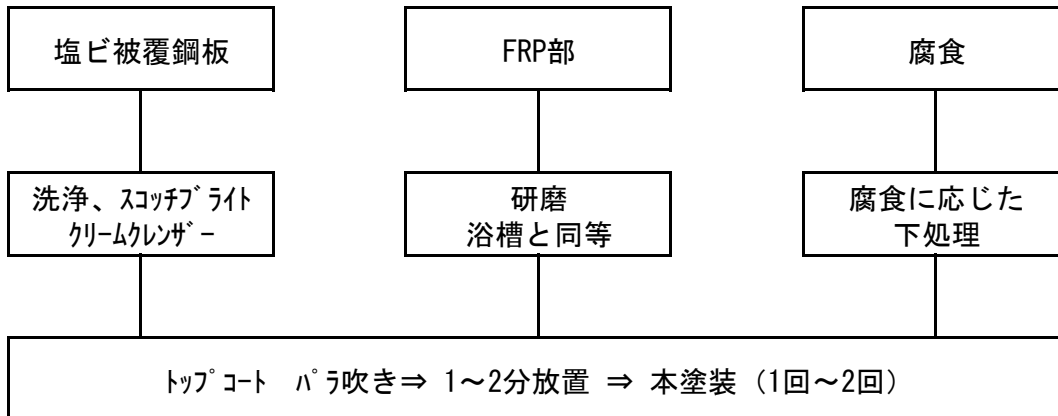 塩ビ被覆鋼板
FRP部
腐食
洗浄、ｽｺｯﾁﾌﾞﾗｲﾄ
ｸﾘｰﾑｸﾚﾝｻﾞｰ
研磨
浴槽と同等
腐食に応じた
下処理
ﾄｯﾌﾟｺｰﾄ　ﾊﾟﾗ吹き⇒ 1～2分放置 ⇒ 本塗装（1回～2回）